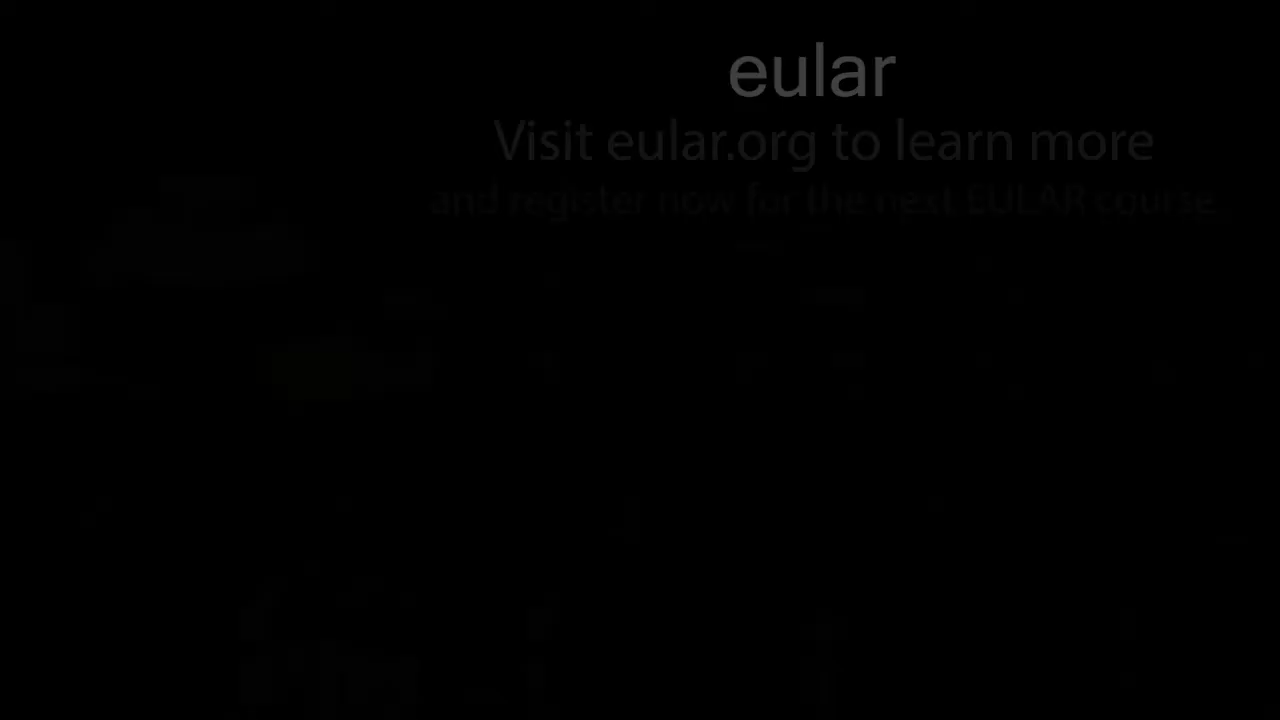 eular
Visit eular.org to learn more
and register now for the next EULAR course